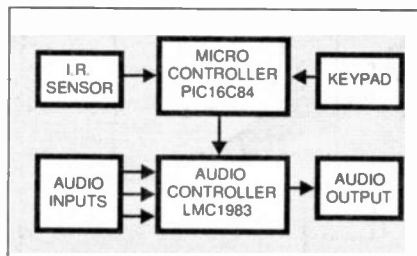 I.R.
SENSOR
MICRO
CONTROLLER
PIC16C84
KEYPAD
AUDIO
INPUTS
AUDIO
CONTROLLER
LMC1983
AUDIO
OUTPUT